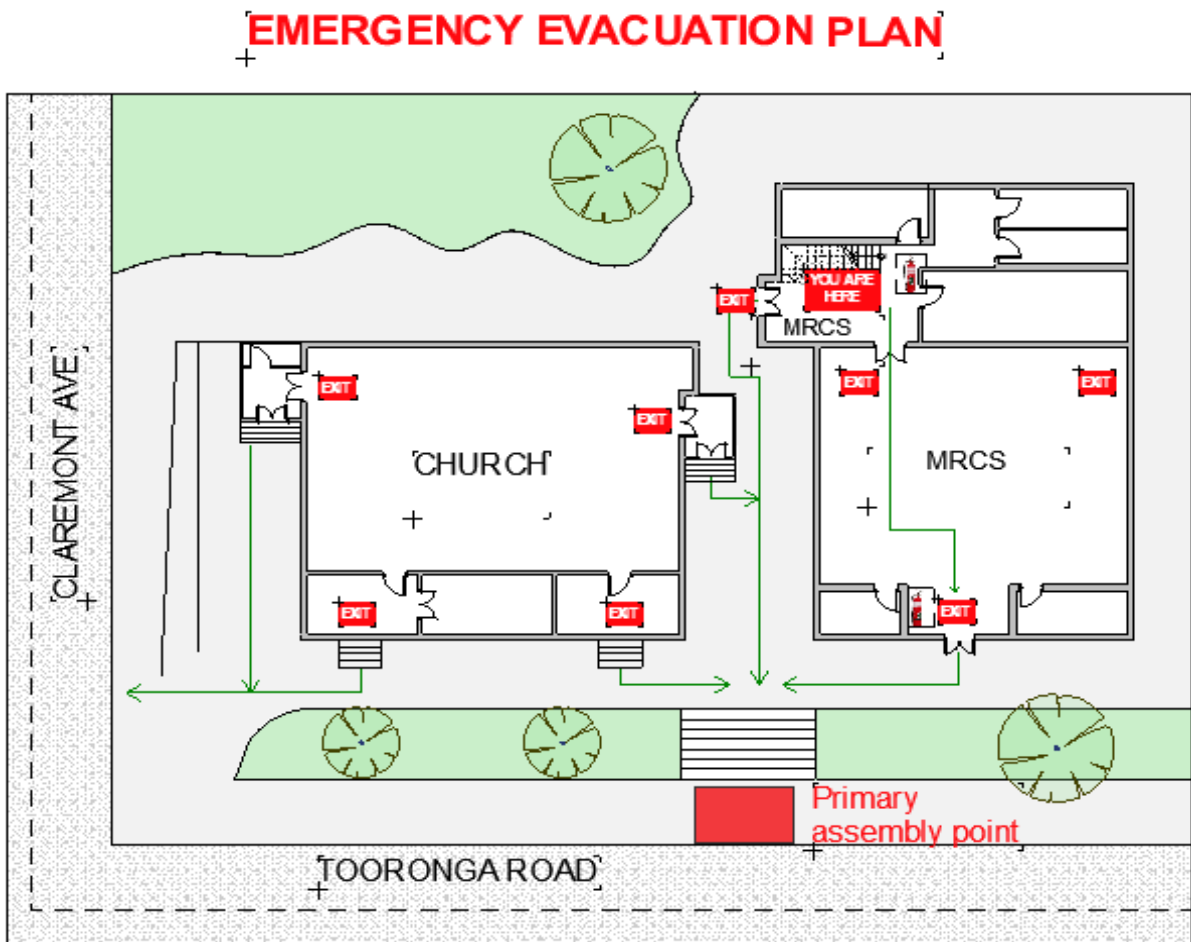 EMERGENCY EVACUATION PLAN
YOU ARE
HERE
EXIT
MRCS
EXIT
EXIT
EXIT
EXIT
CHURCH
MRCS
CLAREMONT AVE.
EXIT
EXIT
EXIT
Primary
assembly point
TOORONGA ROAD